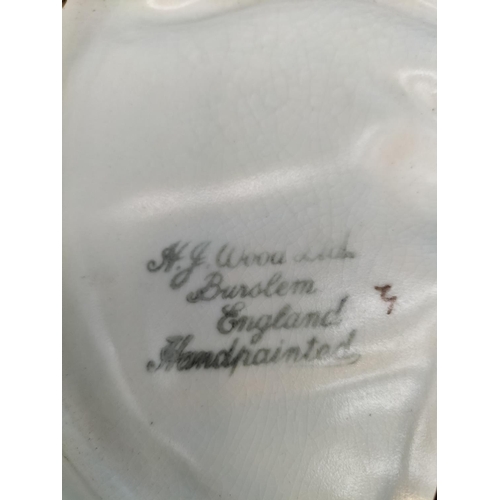 H.J. Wood Ltd.
Burslem
England
Handpainted